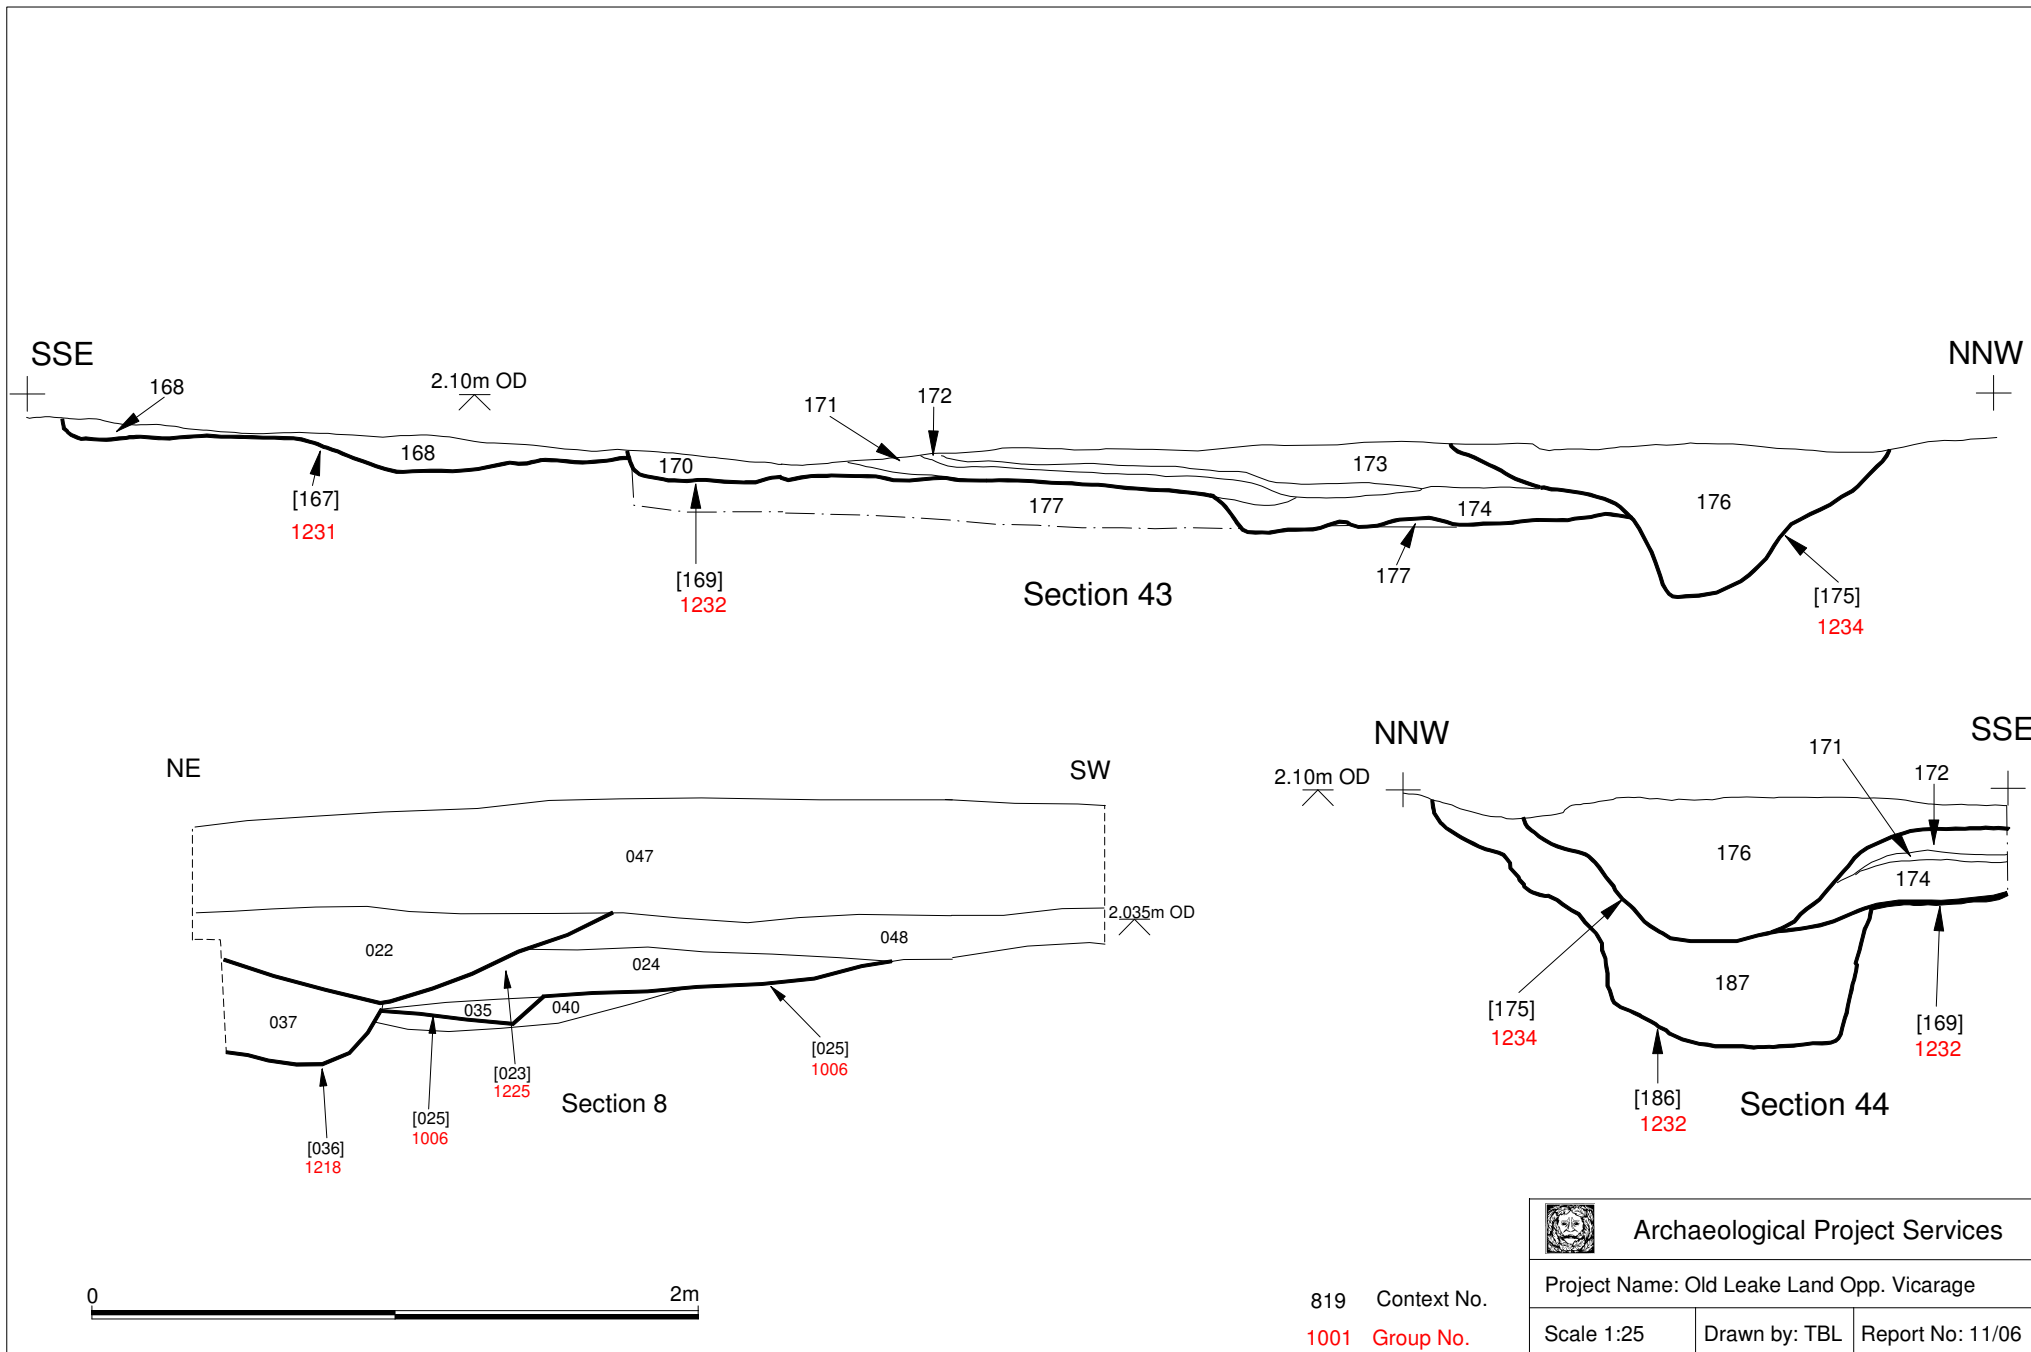 SSE
NNW
168
2.10m OD
171
172
168
170
173
177
174
176
[167]
1231
[169]
1232
177
[175]
1234
Section 43
NE
SW
047
2.035m OD
022
048
024
037
035
040
[023]
1225
[025]
1006
[025]
1006
[036]
1218
Section 8
NNW
SSE
2.10m OD
171
172
176
174
187
[175]
1234
[169]
1232
[186]
1232
Section 44
0
2m
819 Context No.
1001 Group No.
Archaeological Project Services
Project Name: Old Leake Land Opp. Vicarage
Scale 1:25
Drawn by: TBL
Report No: 11/06